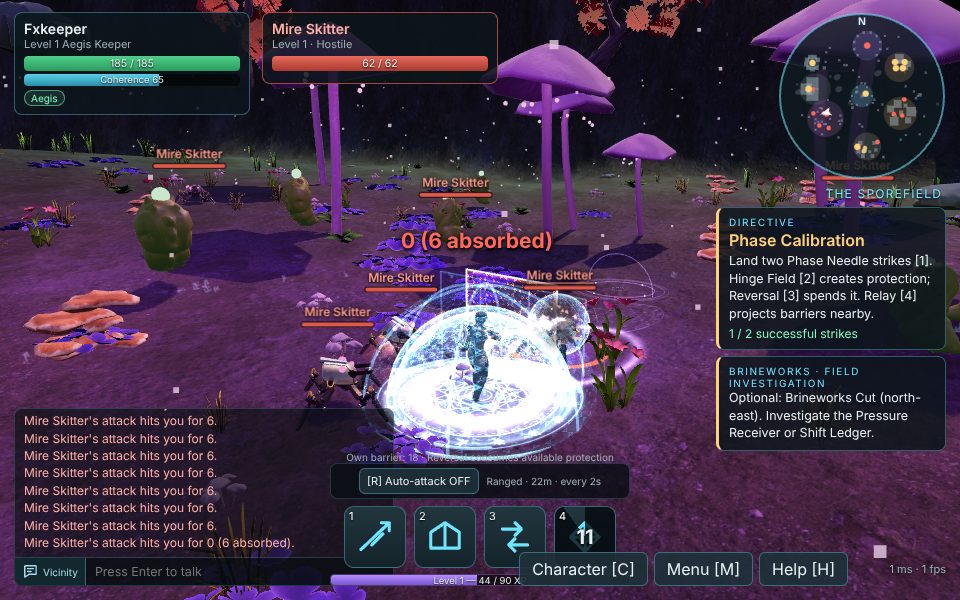 Fxkeeper
Level 1 Aegis Keeper
185 / 185
Coherence 65
Aegis
Mire Skitter
Level 1 · Hostile
62 / 62
N
Mire Skitter
THE SPOREFIELD
DIRECTIVE
Phase Calibration
Land two Phase Needle strikes [1].
Hinge Field [2] creates protection;
Reversal [3] spends it. Relay [4]
projects barriers nearby.
1 / 2 successful strikes
BRINEWORKS · FIELD
INVESTIGATION
Optional: Brineworks Cut (north-
east). Investigate the Pressure
Receiver or Shift Ledger.
Mire Skitter
Mire Skitter
0 (6 absorbed)
Mire Skitter
Mire Skitter
Mire Skitter
Mire Skitter's attack hits you for 6.
Mire Skitter's attack hits you for 6.
Mire Skitter's attack hits you for 6.
Mire Skitter's attack hits you for 6.
Mire Skitter's attack hits you for 6.
Mire Skitter's attack hits you for 6.
Mire Skitter's attack hits you for 6.
Mire Skitter's attack hits you for 0 (6 absorbed).
Vicinity
Press Enter to talk
Own barrier: 18 · Reversal consumes available protection
[R] Auto-attack OFF
Ranged · 22m · every 2s
1
2
3
4
11
Level 1 — 44 / 90 XP
Character [C]
Menu [M]
Help [H]
1 ms · 1 fps